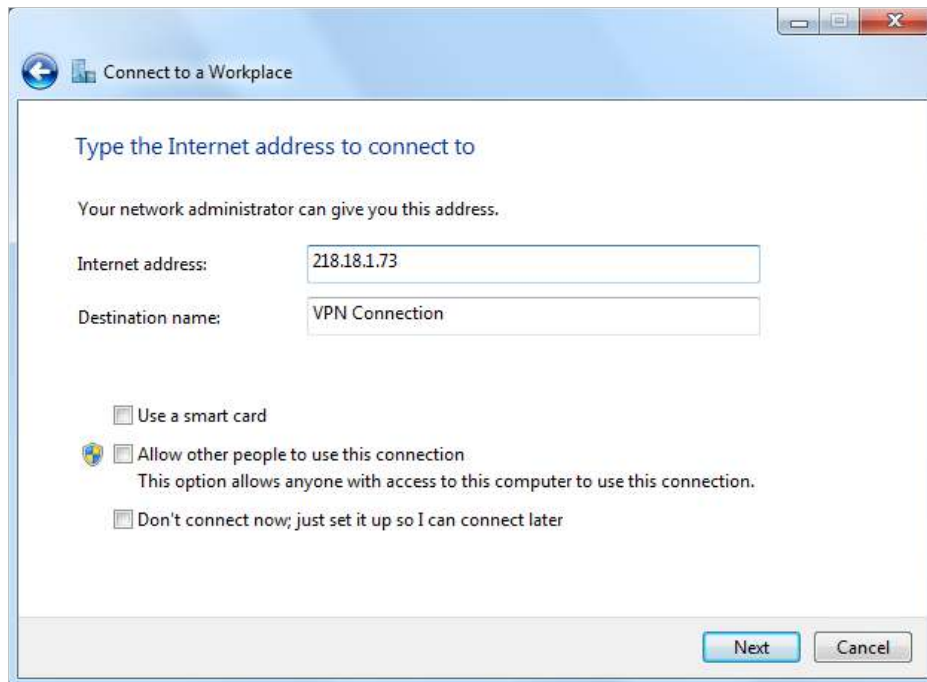 Connect to a Workplace
Type the Internet address to connect to
Your network administrator can give you this address.
Internet address: 218.18.1.73
Destination name: VPN Connection
Use a smart card
Allow other people to use this connection
This option allows anyone with access to this computer to use this connection.
Don't connect now; just set it up so I can connect later
Next Cancel